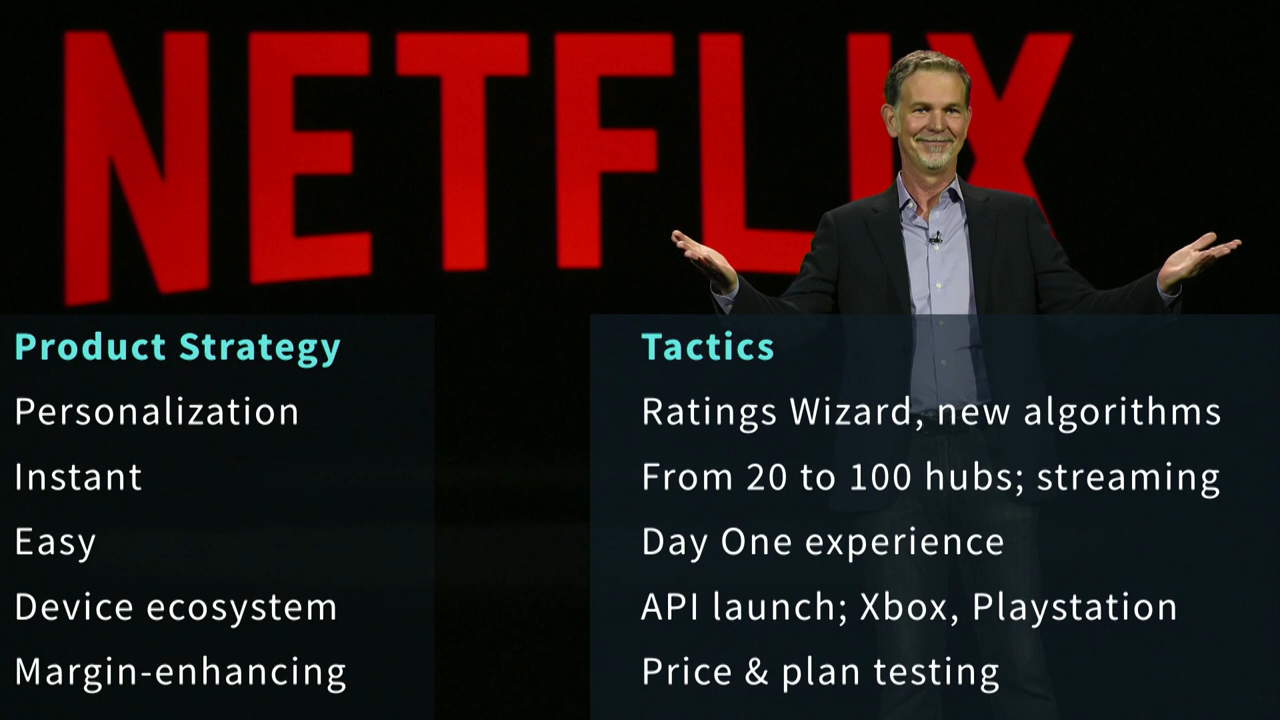 NETFLIX
Product Strategy
Personalization
Instant
Easy
Device ecosystem
Margin-enhancing
Tactics
Ratings Wizard, new algorithms
From 20 to 100 hubs; streaming
Day One experience
API launch; Xbox, Playstation
Price & plan testing